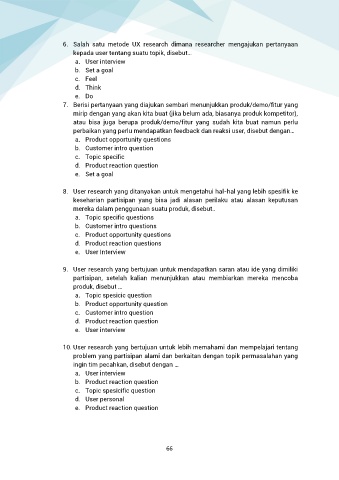 6. Salah satu metode UX research dimana researcher mengajukan pertanyaan
kepada user tentang suatu topik, disebut…
a. User interview
b. Set a goal
c. Feel
d. Think
e. Do
7. Berisi pertanyaan yang diajukan sembari menunjukkan produk/demo/fitur yang
mirip dengan yang akan kita buat (jika belum ada, biasanya produk kompetitor),
atau bisa juga berupa produk/demo/fitur yang sudah kita buat namun perlu
perbaikan yang perlu mendapatkan feedback dan reaksi user, disebut dengan…
a. Product opportunity questions
b. Customer intro question
c. Topic specific
d. Product reaction question
e. Set a goal
8. User research yang ditanyakan untuk mengetahui hal-hal yang lebih spesifik ke
keseharian partisipan yang bisa jadi alasan perilaku atau alasan keputusan
mereka dalam penggunaan suatu produk, disebut..
a. Topic specific questions
b. Customer intro questions
c. Product opportunity questions
d. Product reaction questions
e. User interview
9. User research yang bertujuan untuk mendapatkan saran atau ide yang dimiliki
partisipan, setelah kalian menunjukkan atau membiarkan mereka mencoba
produk, disebut …
a. Topic spesicic question
b. Product opportunity question
c. Customer intro question
d. Product reaction question
e. User interview
10. User research yang bertujuan untuk lebih memahami dan mempelajari tentang
problem yang partisipan alami dan berkaitan dengan topik permasalahan yang
ingin tim pecahkan, disebut dengan …
a. User interview
b. Product reaction question
c. Topic spesicific question
d. User personal
e. Product reaction question
66